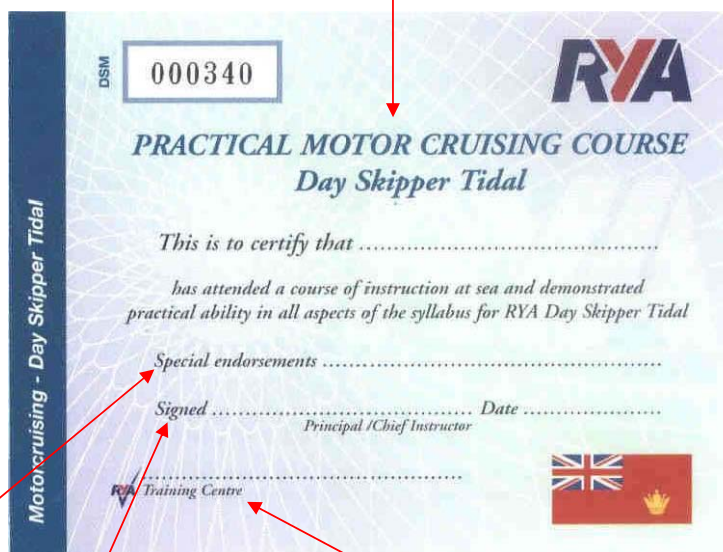 DSM
000340
RYA
PRACTICAL MOTOR CRUISING COURSE
Day Skipper Tidal
This is to certify that ..........................................
has attended a course of instruction at sea and demonstrated
practical ability in all aspects of the syllabus for RYA Day Skipper Tidal
Special endorsements ................................................
Signed ..................................... Date ....................
Principal /Chief Instructor
..............................................
RYA Training Centre
Motorcruising - Day Skipper Tidal